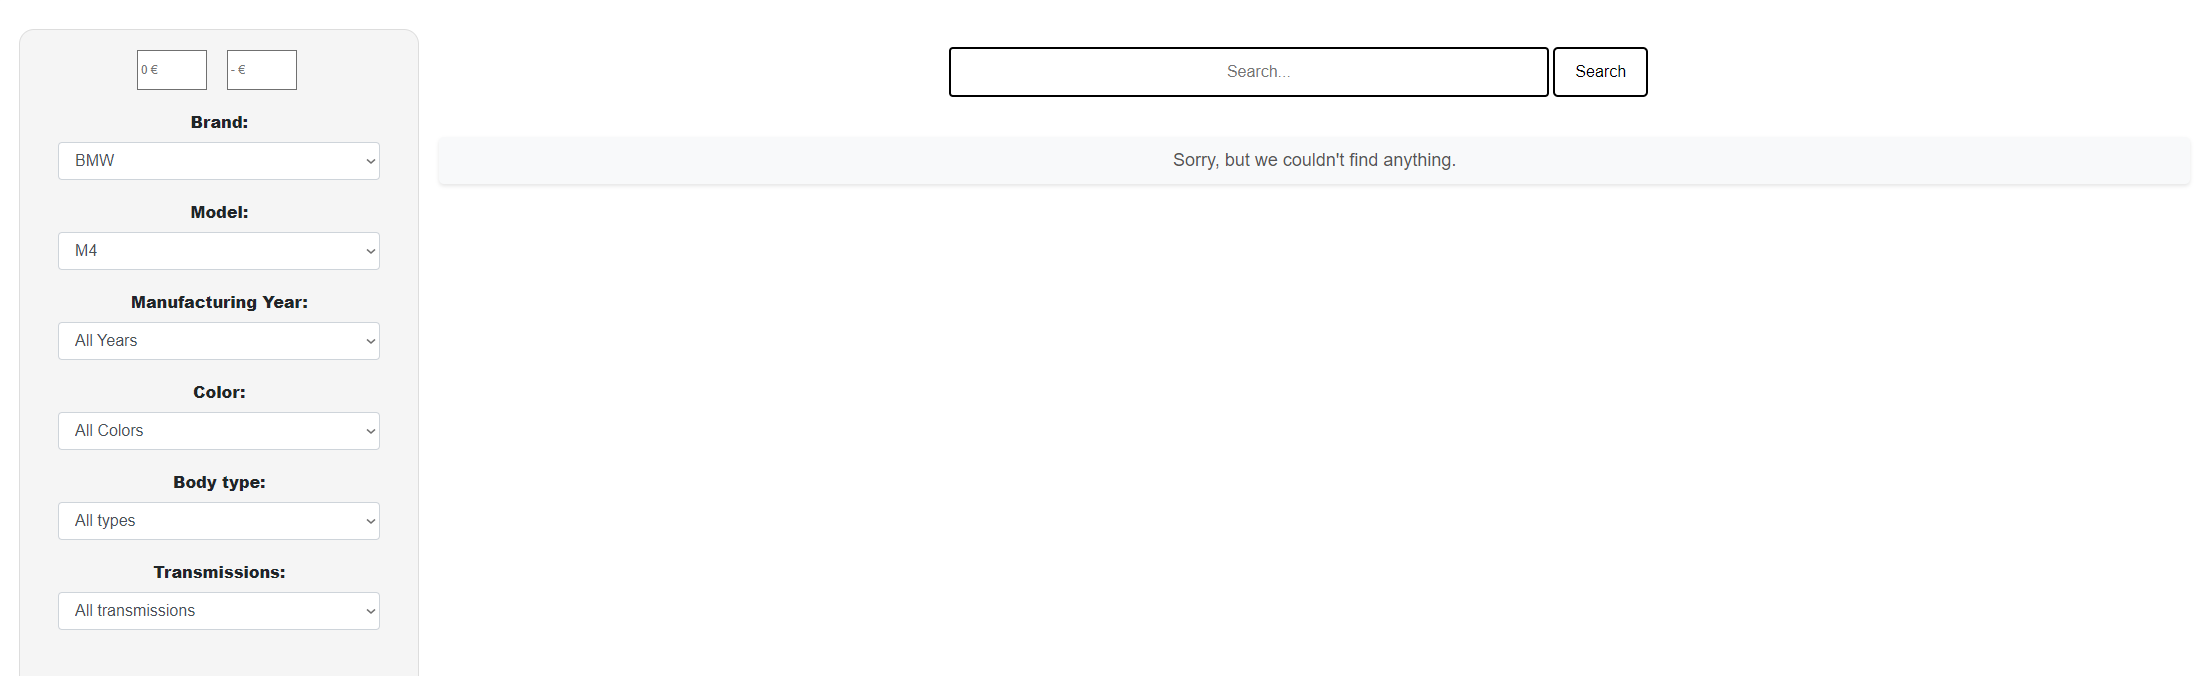 0 € - €
Brand:
BMW
Model:
M4
Manufacturing Year:
All Years
Color:
All Colors
Body type:
All types
Transmissions:
All transmissions
Search... Search
Sorry, but we couldn't find anything.